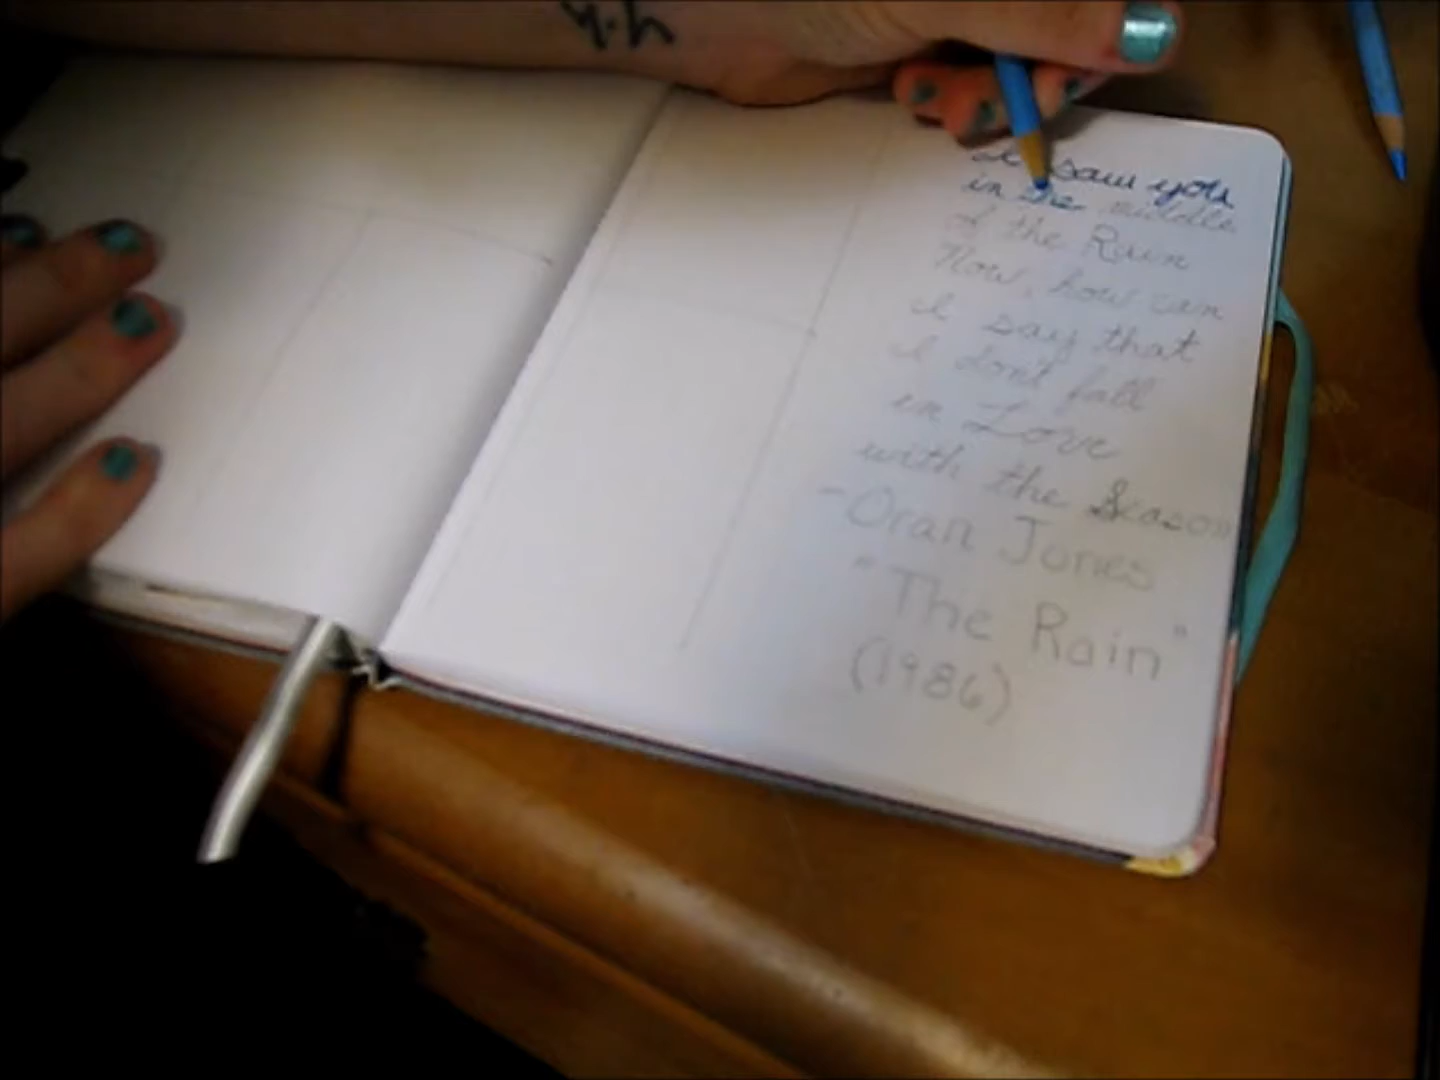 I saw you
in the middle
of the Rain
Now, how can
I say that
I don't fall
in Love
with the Season
-Oran Jones
"The Rain"
(1986)